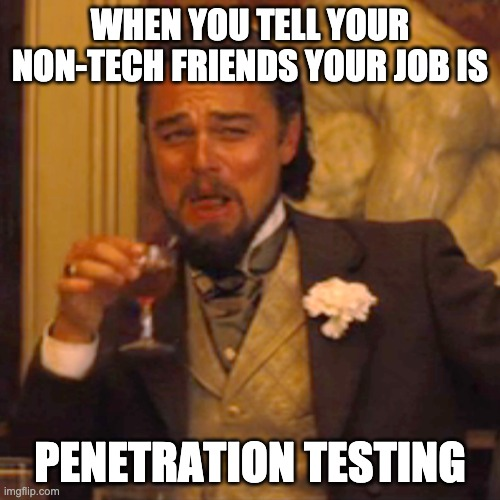 WHEN YOU TELL YOUR
NON-TECH FRIENDS YOUR JOB IS
PENETRATION TESTING
imgflip.com